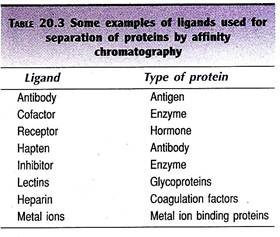 TABLE 20.3 Some examples of ligands used for
separation of proteins by affinity
chromatography
Ligand Type of protein
Antibody Antigen
Cofactor Enzyme
Receptor Hormone
Hapten Antibody
Inhibitor Enzyme
Lectins Glycoproteins
Heparin Coagulation factors
Metal ions Metal ion binding proteins